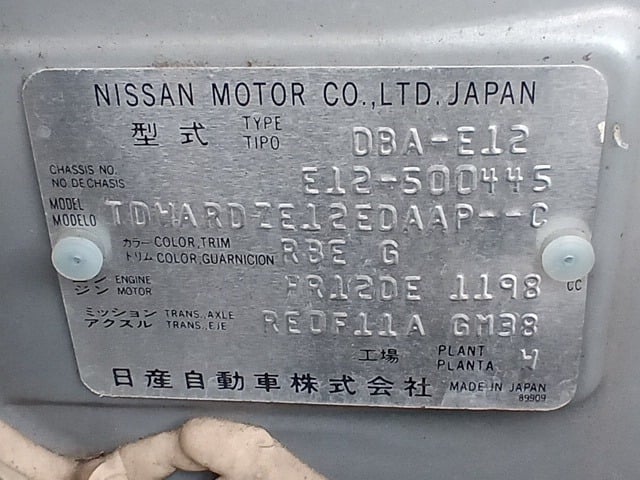 NISSAN MOTOR CO.,LTD. JAPAN
型式 TYPE TIPO DBA-E12
CHASSIS NO. NO. DE CHASIS E12-500445
MODEL MODELO TDWARDZE12EDAAP--C
カラー COLOR,TRIM
トリム COLOR,GUARNICION RBE G
ENGINE
ジン MOTOR HR12DE 1198 CC
ミッション TRANS.,AXLE
アクスル TRANS.,EJE RE0F11A GM38
工場 PLANT PLANTA W
日産自動車株式会社 MADE IN JAPAN
89909